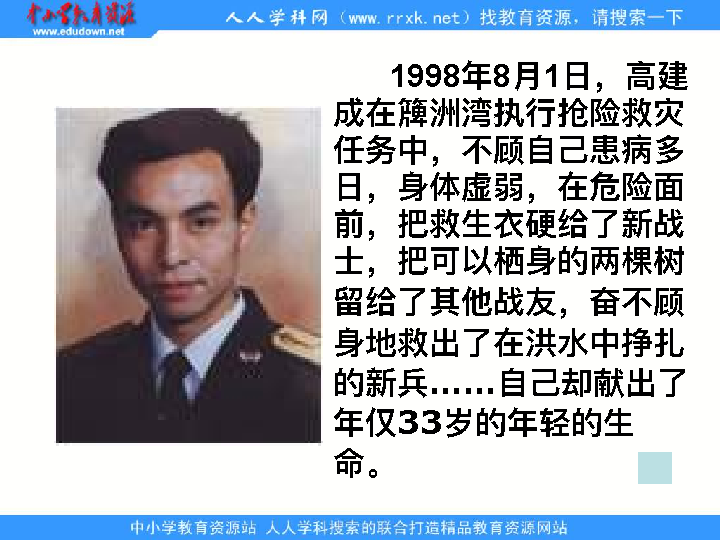 中小学教育资源
www.edudown.net
人人学科网（www.rrxk.net）找教育资源，请搜索一下
1998年8月1日，高建
成在簰洲湾执行抢险救灾
任务中，不顾自己患病多
日，身体虚弱，在危险面
前，把救生衣硬给了新战
士，把可以栖身的两棵树
留给了其他战友，奋不顾
身地救出了在洪水中挣扎
的新兵……自己却献出了
年仅33岁的年轻的生
命。
中小学教育资源站 人人学科搜索的联合打造精品教育资源网站